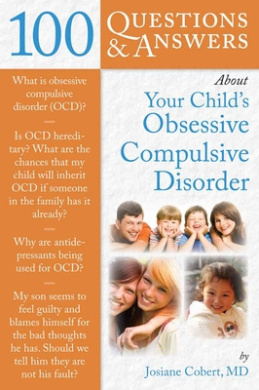 100 QUESTIONS
& ANSWERS
About
Your Child's
Obsessive
Compulsive
Disorder
What is obsessive
compulsive
disorder (OCD)?
Is OCD heredi-
tary? What are
the chances that my
child will inherit
OCD if someone
in the family has
it already?
Why are antide-
pressants being
used for OCD?
My son seems to
feel guilty and
blames himself for
the bad thoughts
he has. Should we
tell him they are
not his fault?
by
Josiane Cobert, MD